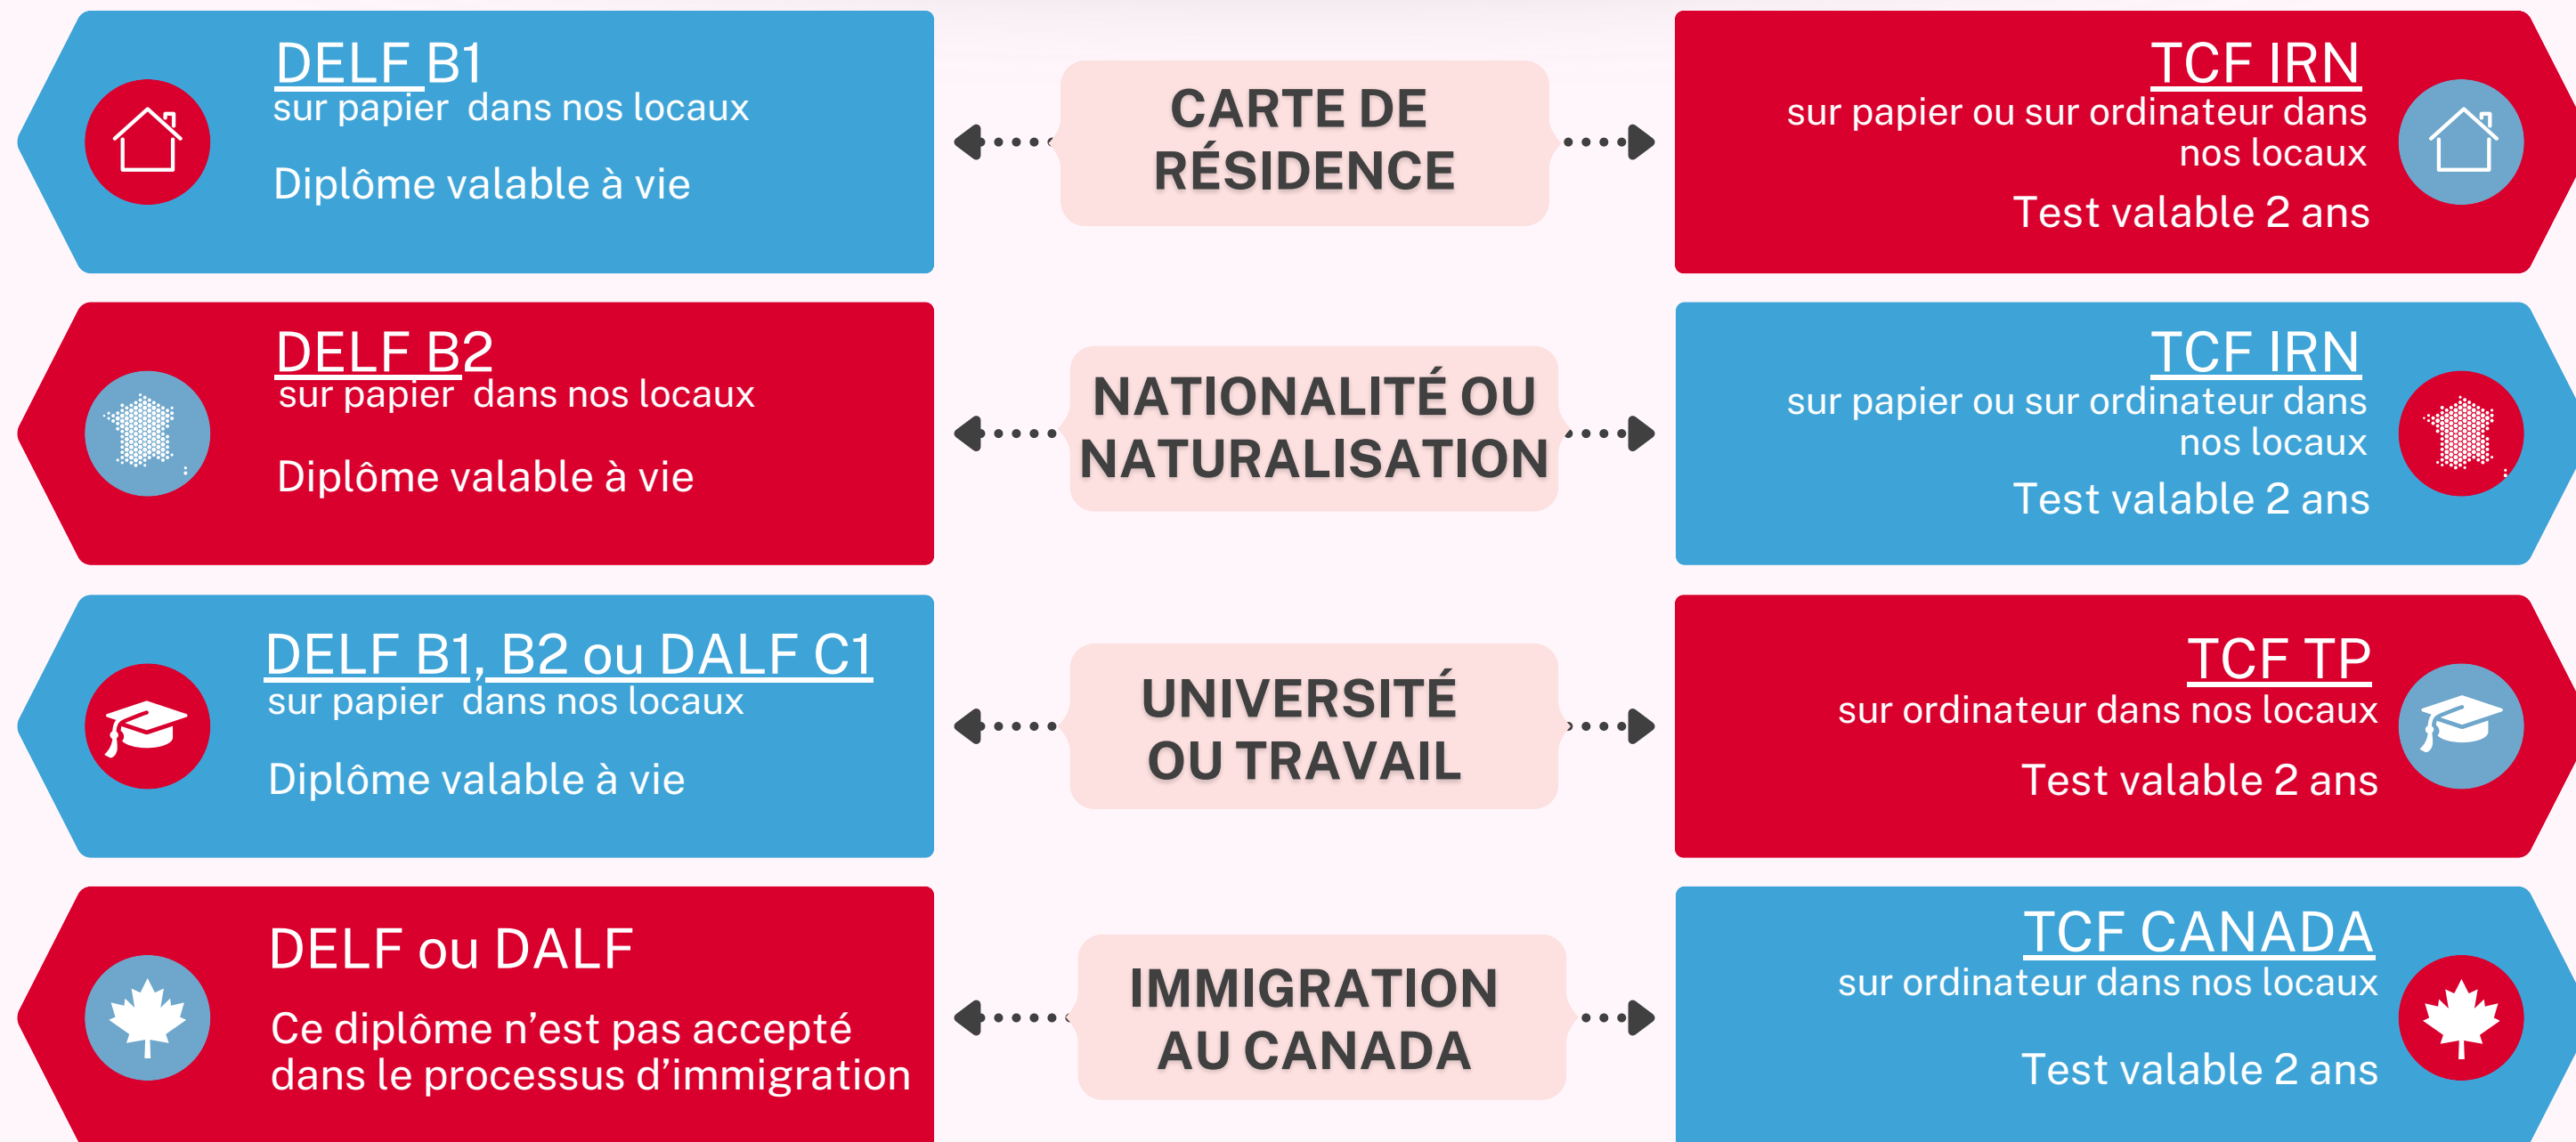 DELF B1
sur papier dans nos locaux
Diplôme valable à vie
CARTE DE
RÉSIDENCE
TCF IRN
sur papier ou sur ordinateur dans
nos locaux
Test valable 2 ans
DELF B2
sur papier dans nos locaux
Diplôme valable à vie
NATIONALITÉ OU
NATURALISATION
TCF IRN
sur papier ou sur ordinateur dans
nos locaux
Test valable 2 ans
DELF B1, B2 ou DALF C1
sur papier dans nos locaux
Diplôme valable à vie
UNIVERSITÉ
OU TRAVAIL
TCF TP
sur ordinateur dans nos locaux
Test valable 2 ans
DELF ou DALF
Ce diplôme n’est pas accepté
dans le processus d’immigration
IMMIGRATION
AU CANADA
TCF CANADA
sur ordinateur dans nos locaux
Test valable 2 ans